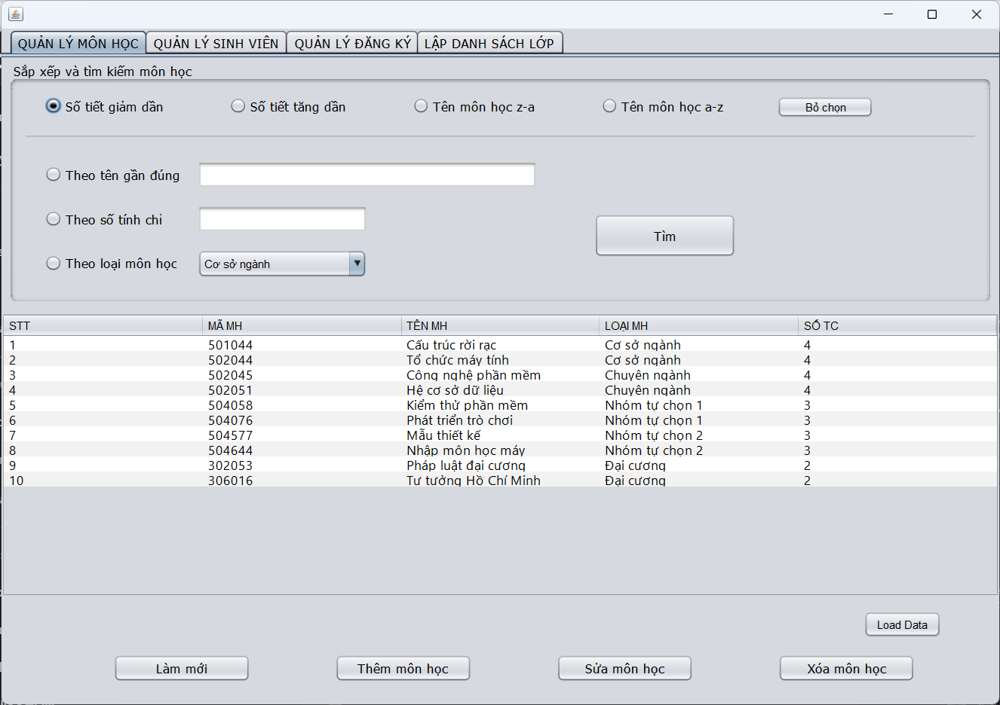 QUẢN LÝ MÔN HỌC QUẢN LÝ SINH VIÊN QUẢN LÝ ĐĂNG KÝ LẬP DANH SÁCH LỚP
Sắp xếp và tìm kiếm môn học
Số tiết giảm dần Số tiết tăng dần Tên môn học z-a Tên môn học a-z Bỏ chọn
Theo tên gần đúng
Theo số tính chỉ
Tìm
Theo loại môn học Cơ sở ngành
STT MÃ MH TÊN MH LOẠI MH SỐ TC
1 501044 Cấu trúc rời rạc Cơ sở ngành 4
2 502044 Tổ chức máy tính Cơ sở ngành 4
3 502045 Công nghệ phần mềm Chuyên ngành 4
4 502051 Hệ cơ sở dữ liệu Chuyên ngành 4
5 504058 Kiểm thử phần mềm Nhóm tự chọn 1 3
6 504076 Phát triển trò chơi Nhóm tự chọn 1 3
7 504577 Mẫu thiết kế Nhóm tự chọn 2 3
8 504644 Nhập môn học máy Nhóm tự chọn 2 3
9 302053 Pháp luật đại cương Đại cương 2
10 306016 Tư tưởng Hồ Chí Minh Đại cương 2
Load Data
Làm mới Thêm môn học Sửa môn học Xóa môn học